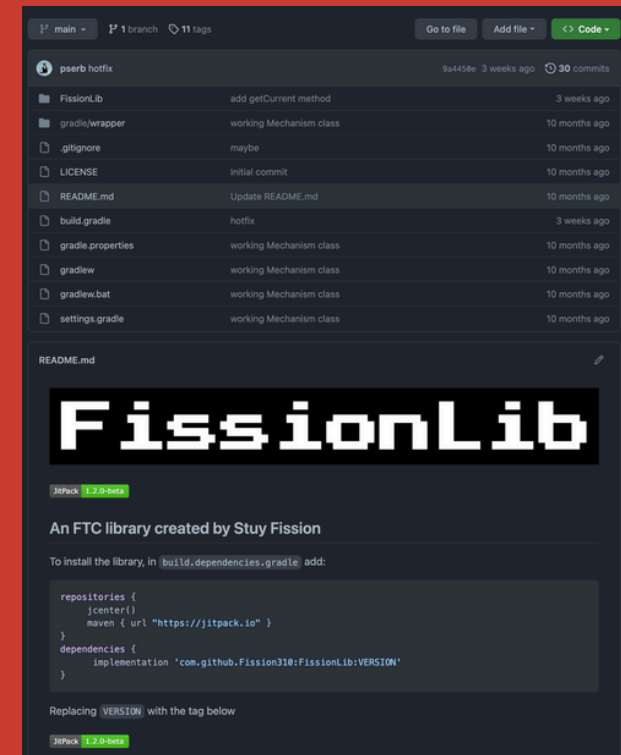 main 1 branch 11 tags Go to file Add file <> Code
pserb hotfix 9a4450e 3 weeks ago 30 commits
FissionLib add getCurrent method 3 weeks ago
gradle/wrapper working Mechanism class 10 months ago
.gitignore maybe 10 months ago
LICENSE Initial commit 10 months ago
README.md Update README.md 10 months ago
build.gradle hotfix 3 weeks ago
gradle.properties working Mechanism class 10 months ago
gradlew working Mechanism class 10 months ago
gradlew.bat working Mechanism class 10 months ago
settings.gradle working Mechanism class 10 months ago
README.md
FissionLib
JitPack 1.2.0-beta
An FTC library created by Stuy Fission
To install the library, in build.dependencies.gradle add:
repositories {
jcenter()
maven { url "https://jitpack.io" }
}
dependencies {
implementation 'com.github.Fission310:FissionLib:VERSION'
}
Replacing VERSION with the tag below
JitPack 1.2.0-beta